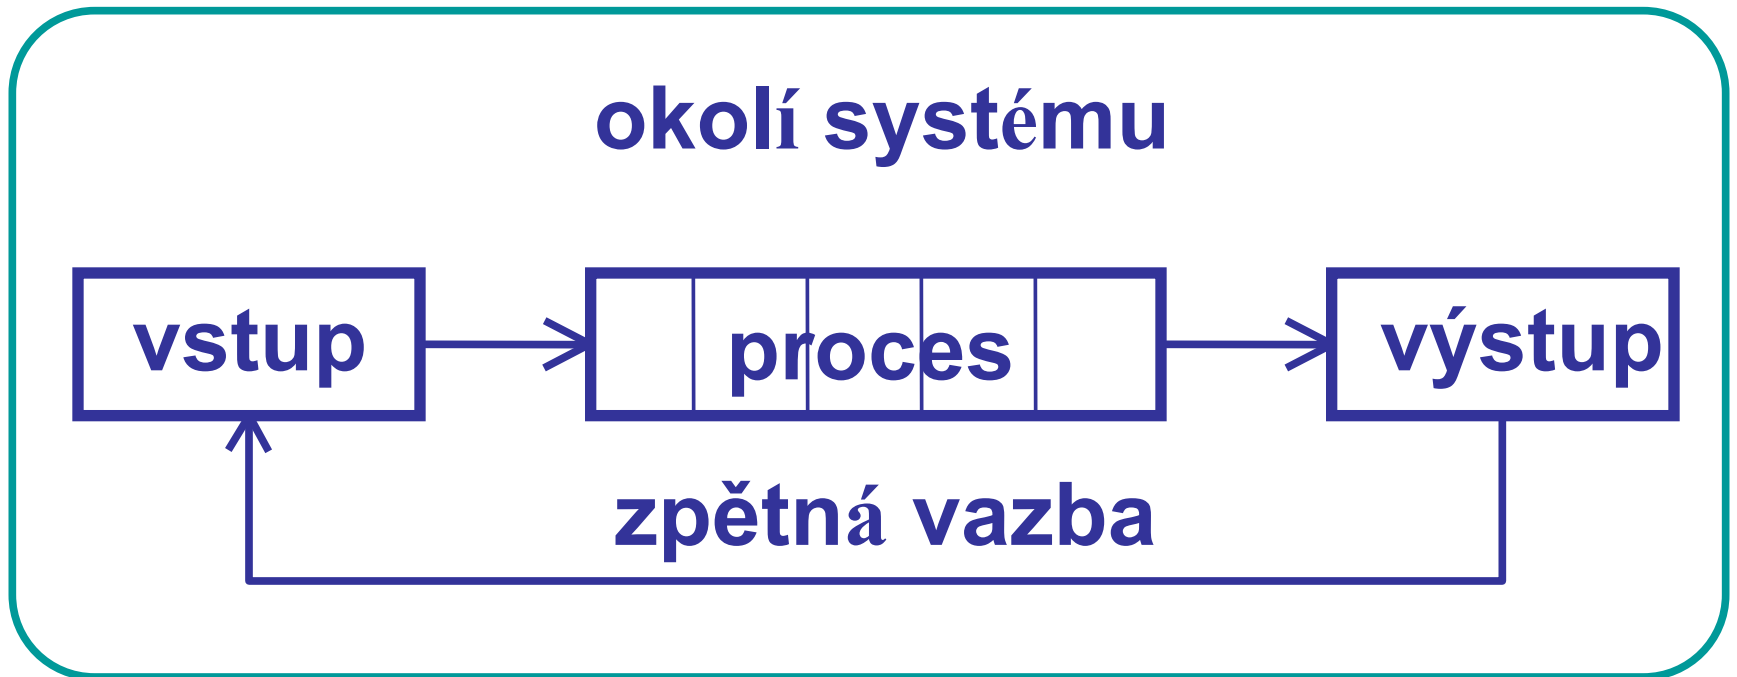 okolí systému
vstup
proces
výstup
zpětná vazba